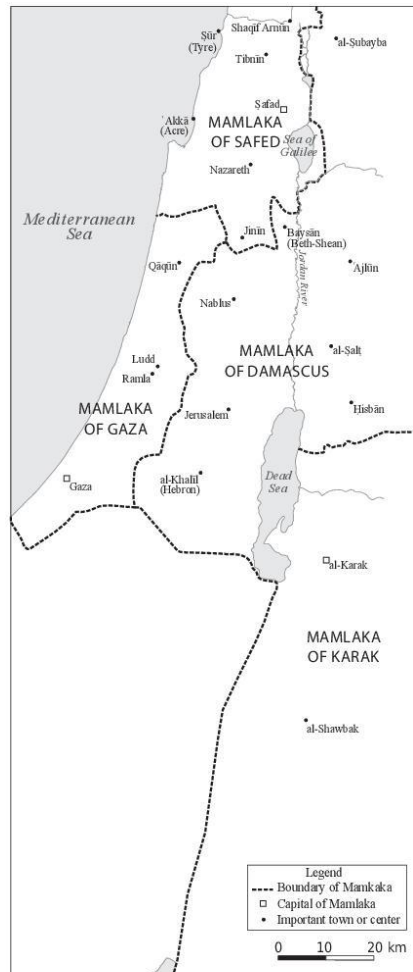 Shaqif Arnūn
Ṣūr
(Tyre)
al-Ṣubayba
Tibnīn
Ṣafad
ʿAkkā
(Acre)
MAMLAKA
OF SAFED
Sea of
Galilee
Nazareth
Mediterranean
Sea
Jinīn
Baysān
(Beth-Shean)
Qāqūn
Ajlūn
Jordan River
Nablus
Ludd
Ramla
al-Ṣalṭ
MAMLAKA
OF DAMASCUS
MAMLAKA
OF GAZA
Jerusalem
Ḥisbān
Gaza
al-Khalīl
(Hebron)
Dead
Sea
al-Karak
MAMLAKA
OF KARAK
al-Shawbak
Legend
Boundary of Mamkaka
Capital of Mamlaka
Important town or center
0 10 20 km